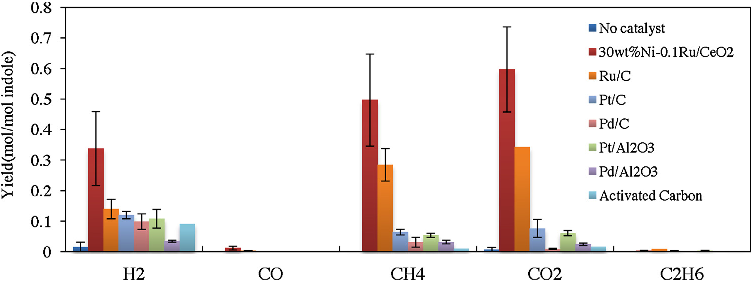 Yield(mol/mol indole)
0.8
0.7
0.6
0.5
0.4
0.3
0.2
0.1
0
No catalyst
30wt%Ni-0.1Ru/CeO2
Ru/C
Pt/C
Pd/C
Pt/Al2O3
Pd/Al2O3
Activated Carbon
H2 CO CH4 CO2 C2H6